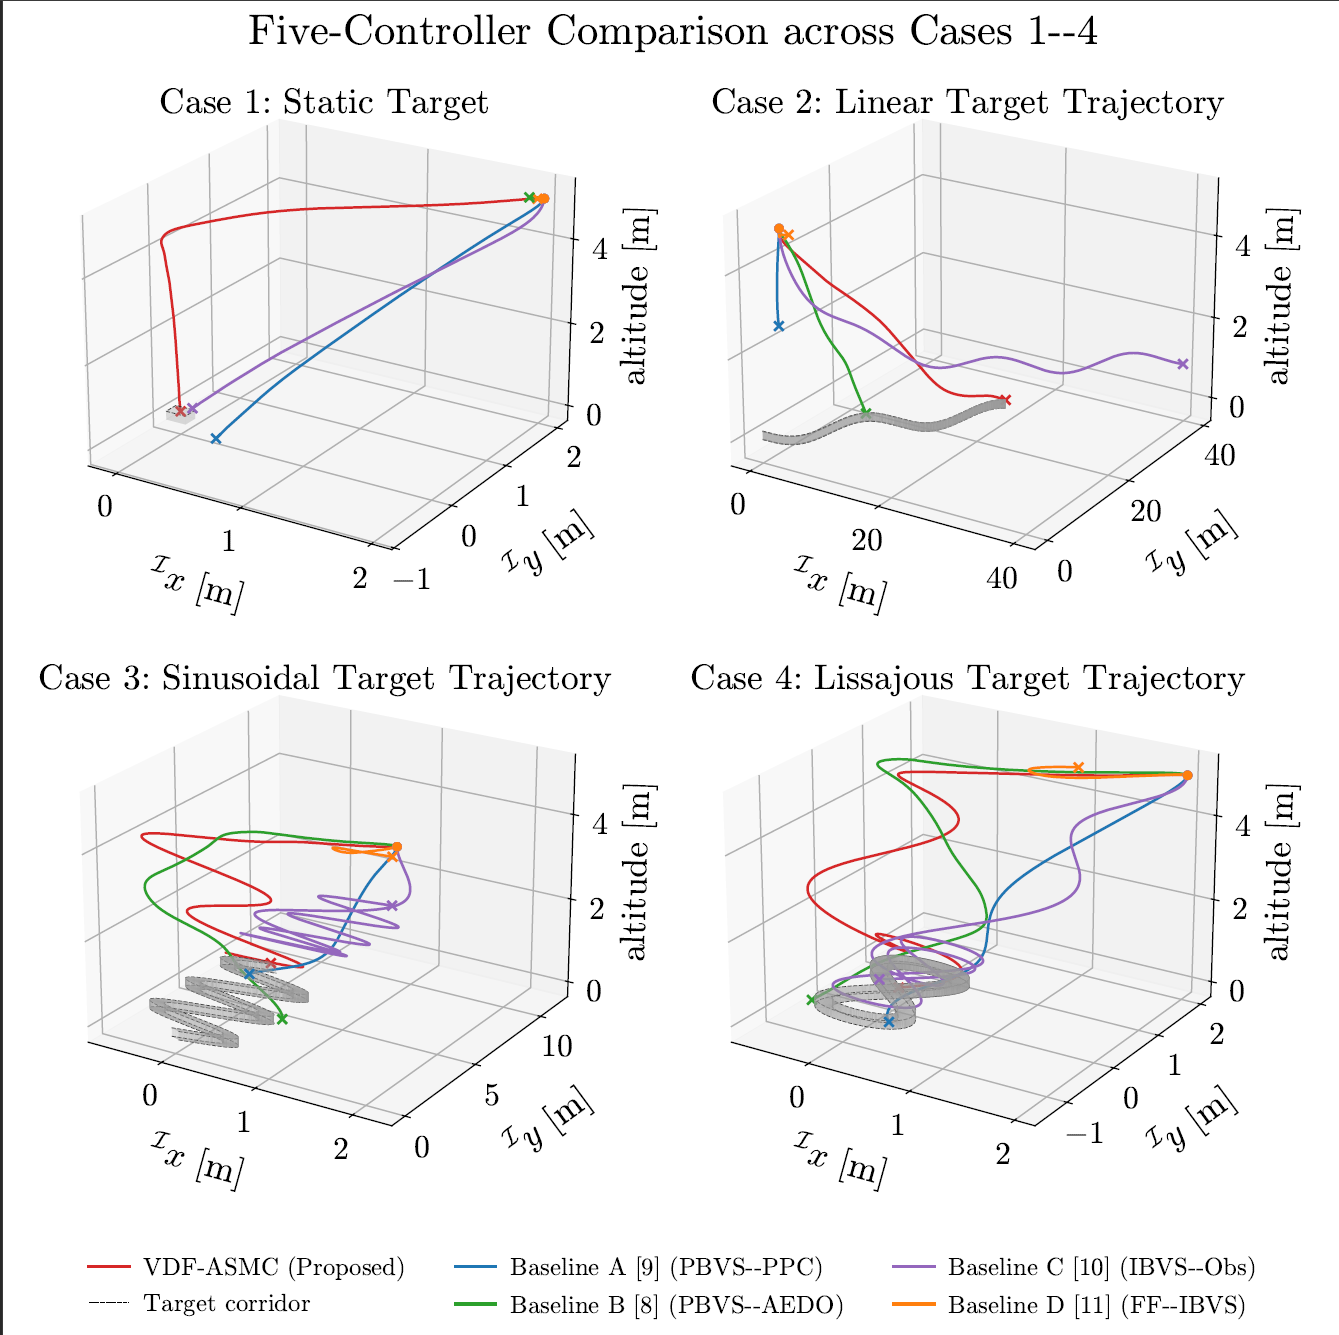 Five-Controller Comparison across Cases 1--4
Case 1: Static Target
0
1
2
ℐx [m]
−1
0
1
2
ℐy [m]
0
2
4
altitude [m]
Case 2: Linear Target Trajectory
0
20
40
ℐx [m]
0
20
40
ℐy [m]
0
2
4
altitude [m]
Case 3: Sinusoidal Target Trajectory
0
1
2
ℐx [m]
0
5
10
ℐy [m]
0
2
4
altitude [m]
Case 4: Lissajous Target Trajectory
0
1
2
ℐx [m]
−1
0
1
2
ℐy [m]
0
2
4
altitude [m]
VDF-ASMC (Proposed)
Target corridor
Baseline A [9] (PBVS--PPC)
Baseline B [8] (PBVS--AEDO)
Baseline C [10] (IBVS--Obs)
Baseline D [11] (FF--IBVS)